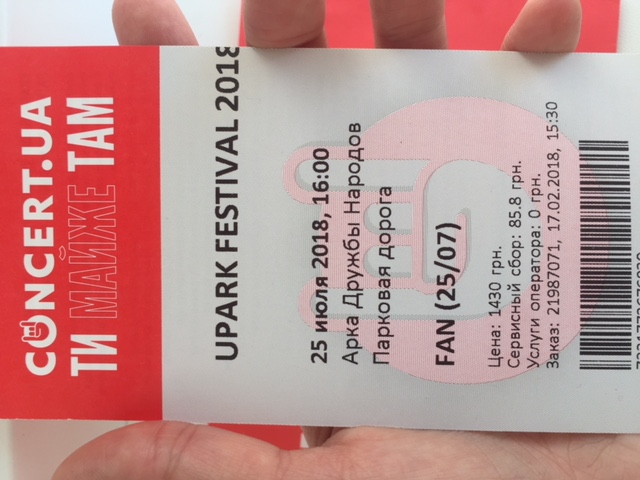 CONCERT.UA
ТИ МАЙЖЕ ТАМ
UPARK FESTIVAL 2018
25 июля 2018, 16:00
Арка Дружбы Народов
Парковая дорога
FAN (25/07)
Цена: 1430 грн.
Сервисный сбор: 85.8 грн.
Услуги оператора: 0 грн.
Заказ: 21987071, 17.02.2018, 15:30